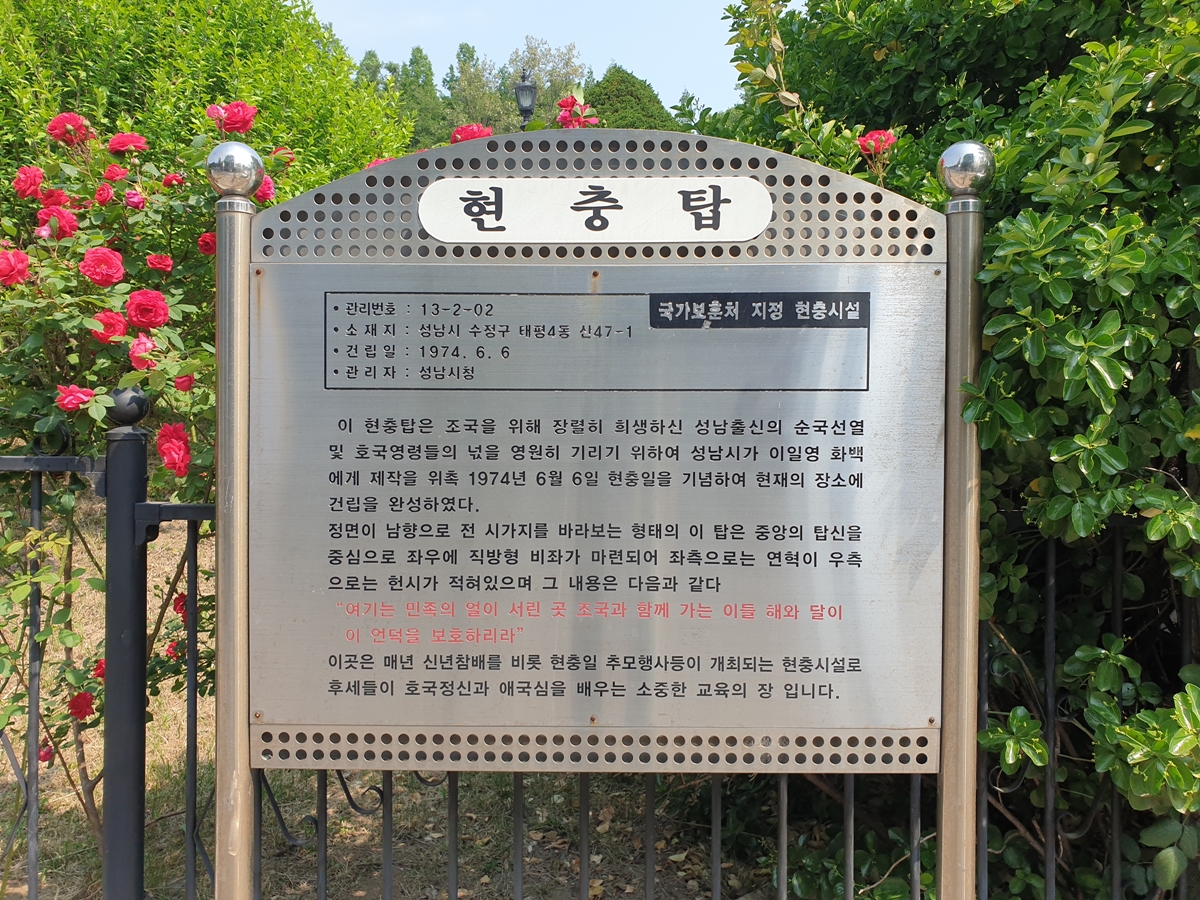 현충탑
• 관리번호 : 13-2-02
국가보훈처 지정 현충시설
• 소 재 지 : 성남시 수정구 태평4동 산47-1
• 건 립 일 : 1974. 6. 6
• 관 리 자 : 성남시청
이 현충탑은 조국을 위해 장렬히 희생하신 성남출신의 순국선열
및 호국영령들의 넋을 영원히 기리기 위하여 성남시가 이일영 화백
에게 제작을 위촉 1974년 6월 6일 현충일을 기념하여 현재의 장소에
건립을 완성하였다.
정면이 남향으로 전 시가지를 바라보는 형태의 이 탑은 중앙의 탑신을
중심으로 좌우에 직방형 비좌가 마련되어 좌측으로는 연혁이 우측
으로는 헌시가 적혀있으며 그 내용은 다음과 같다
"여기는 민족의 얼이 서린 곳 조국과 함께 가는 이들 해와 달이
이 언덕을 보호하리라"
이곳은 매년 신년참배를 비롯 현충일 추모행사등이 개최되는 현충시설로
후세들이 호국정신과 애국심을 배우는 소중한 교육의 장 입니다.